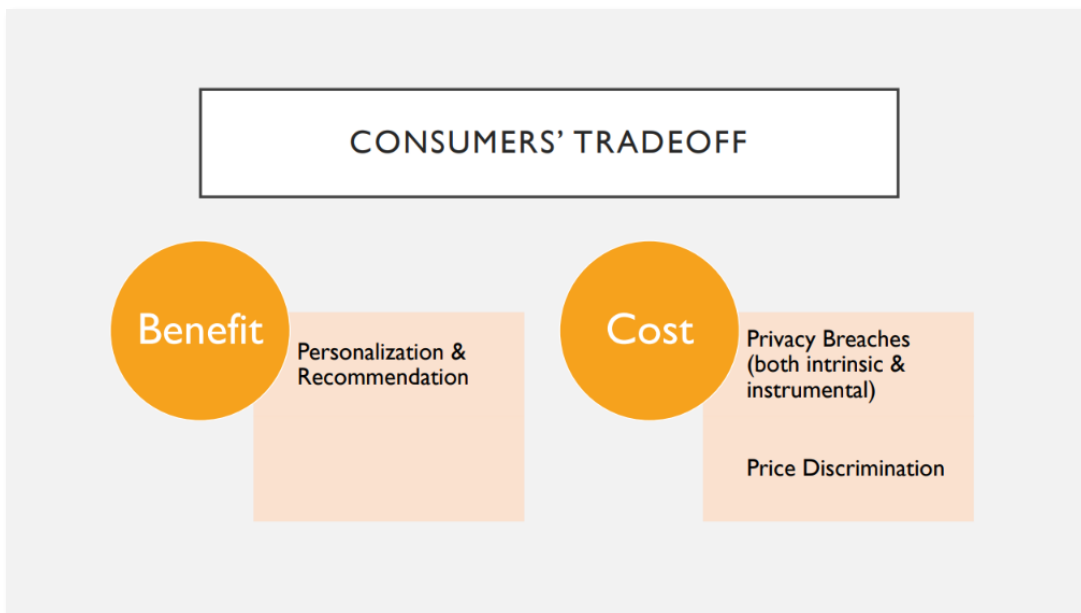 CONSUMERS’ TRADEOFF
Benefit
Personalization &
Recommendation
Cost
Privacy Breaches
(both intrinsic &
instrumental)
Price Discrimination